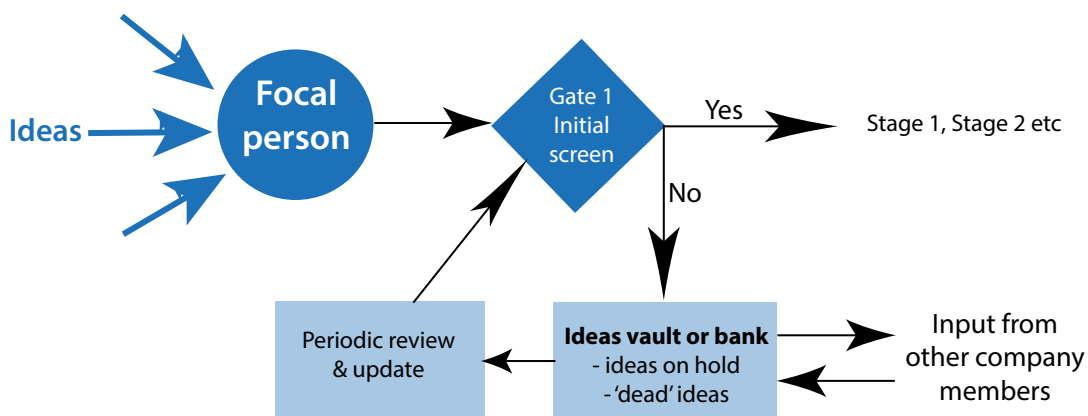 Ideas
Focal
person
Gate 1
Initial
screen
Yes
Stage 1, Stage 2 etc
No
Periodic review
& update
Ideas vault or bank
- ideas on hold
- ‘dead’ ideas
Input from
other company
members